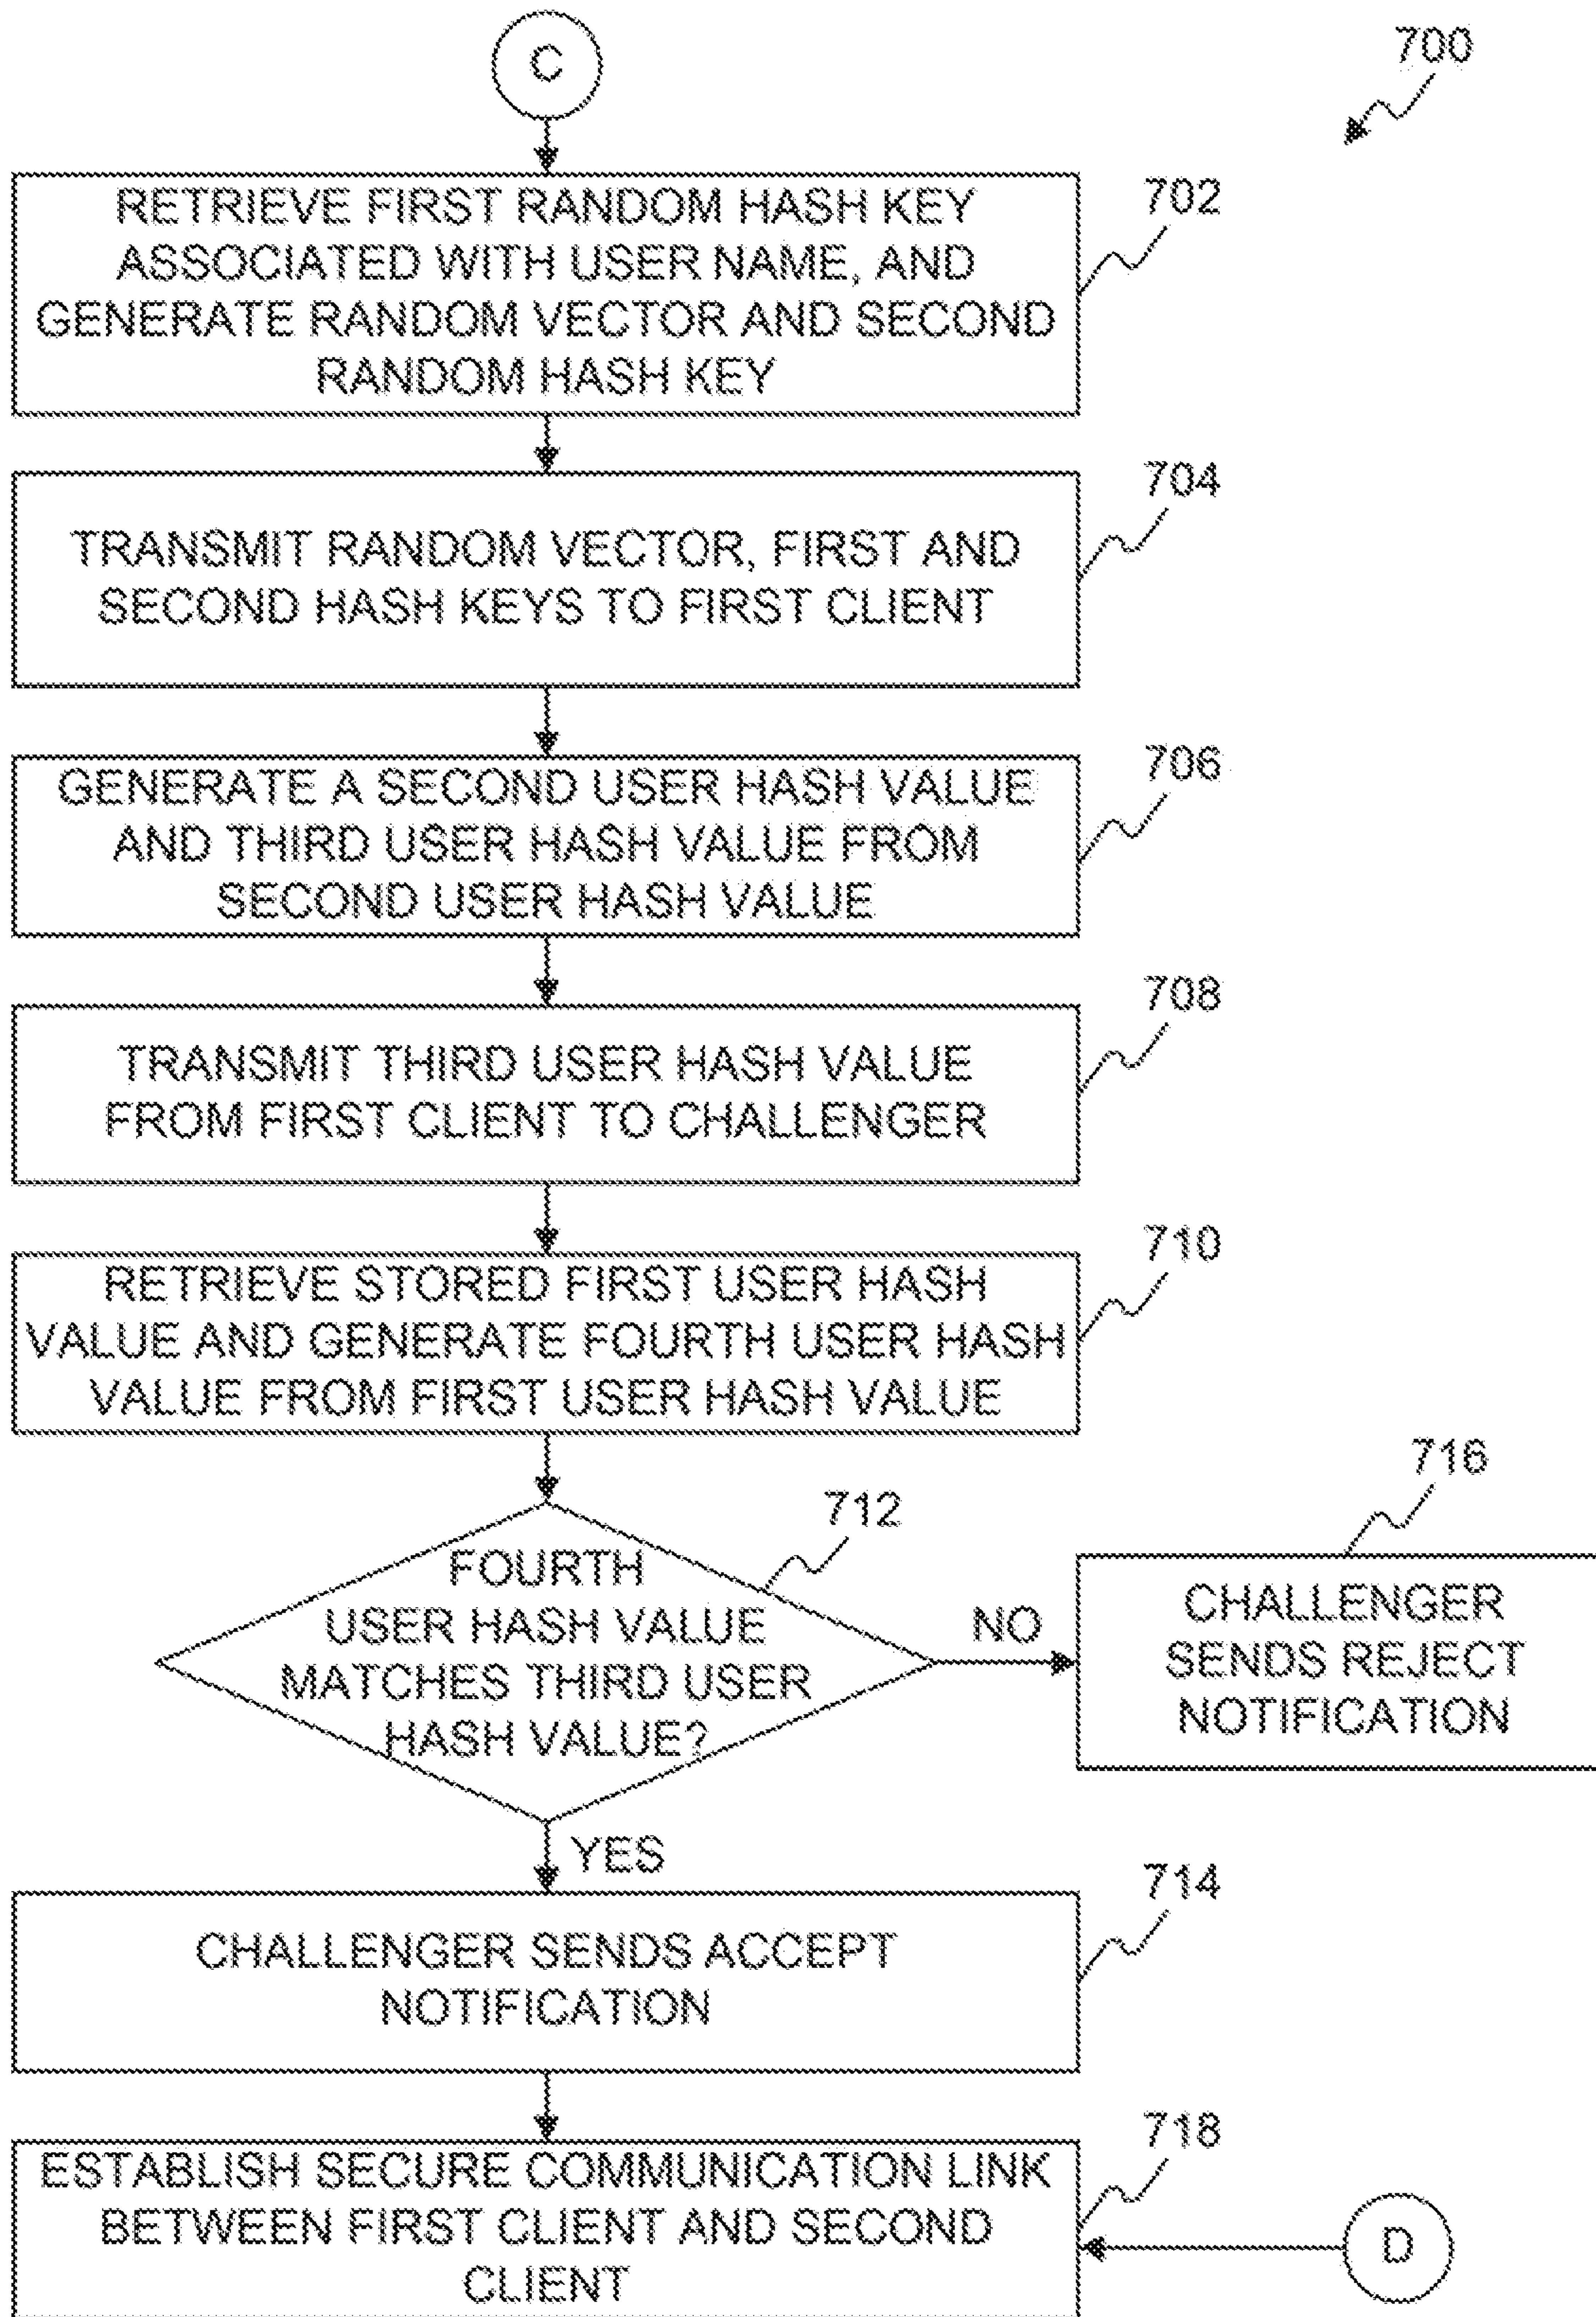 C
700
RETRIEVE FIRST RANDOM HASH KEY
ASSOCIATED WITH USER NAME, AND
GENERATE RANDOM VECTOR AND SECOND
RANDOM HASH KEY
702
TRANSMIT RANDOM VECTOR, FIRST AND
SECOND HASH KEYS TO FIRST CLIENT
704
GENERATE A SECOND USER HASH VALUE
AND THIRD USER HASH VALUE FROM
SECOND USER HASH VALUE
706
TRANSMIT THIRD USER HASH VALUE
FROM FIRST CLIENT TO CHALLENGER
708
RETRIEVE STORED FIRST USER HASH
VALUE AND GENERATE FOURTH USER HASH
VALUE FROM FIRST USER HASH VALUE
710
FOURTH
USER HASH VALUE
MATCHES THIRD USER
HASH VALUE?
712
NO
CHALLENGER
SENDS REJECT
NOTIFICATION
716
YES
CHALLENGER SENDS ACCEPT
NOTIFICATION
714
ESTABLISH SECURE COMMUNICATION LINK
BETWEEN FIRST CLIENT AND SECOND
CLIENT
718
D